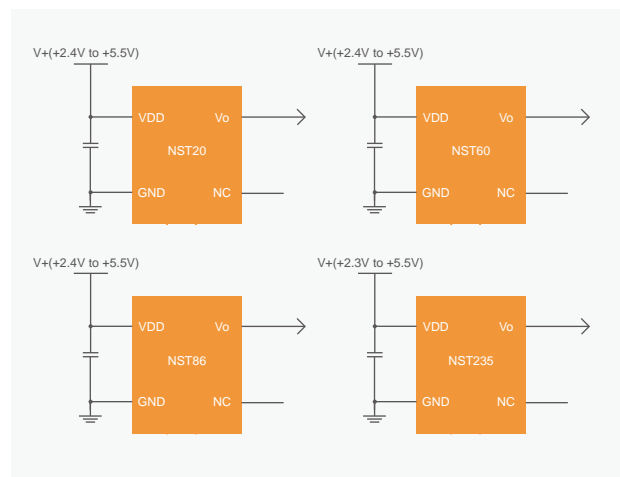 V+(+2.4V to +5.5V)
VDD Vo
NST20
GND NC
V+(+2.4V to +5.5V)
VDD Vo
NST60
GND NC
V+(+2.4V to +5.5V)
VDD Vo
NST86
GND NC
V+(+2.3V to +5.5V)
VDD Vo
NST235
GND NC